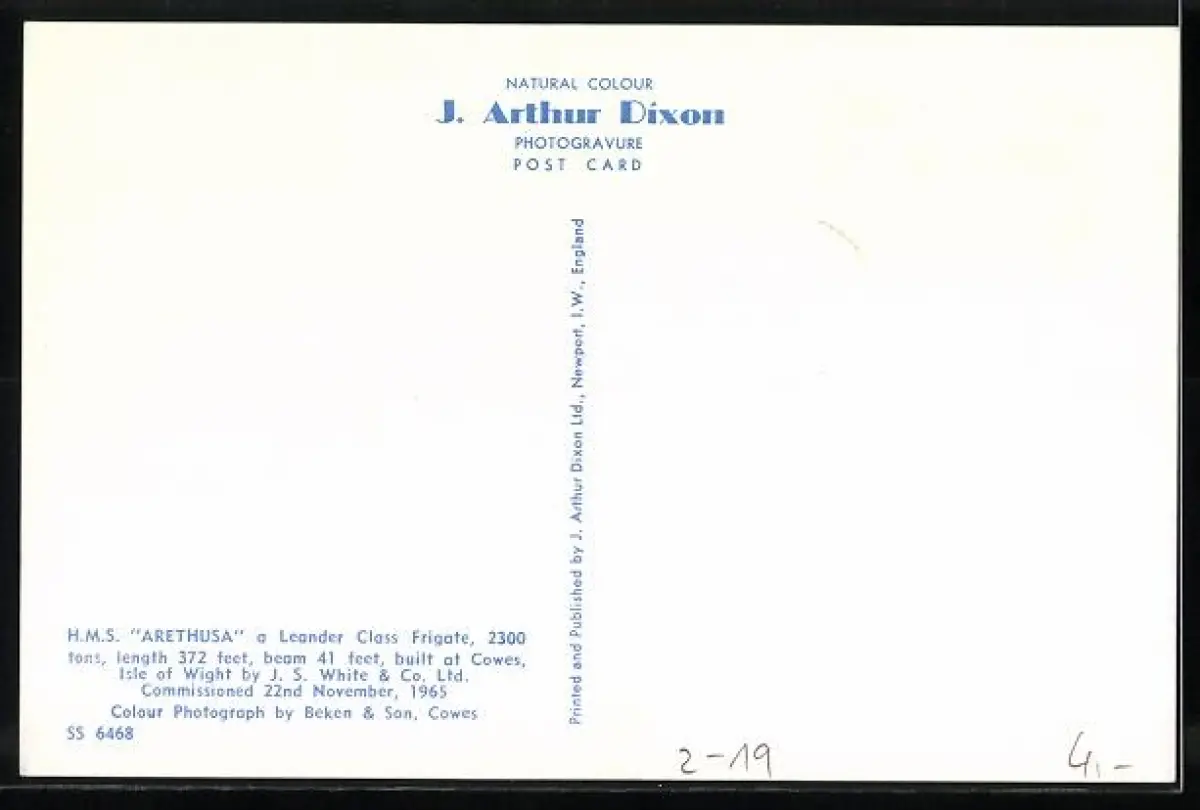 NATURAL COLOUR
J. Arthur Dixon
PHOTOGRAVURE
POST CARD
Printed and Published by J. Arthur Dixon Ltd., Newport, I.W., England
H.M.S. "ARETHUSA" a Leander Class Frigate, 2300
tons, length 372 feet, beam 41 feet, built at Cowes,
Isle of Wight by J. S. White & Co. Ltd.
Commissioned 22nd November, 1965
Colour Photograph by Beken & Son, Cowes
SS 6468
2-19
4,-